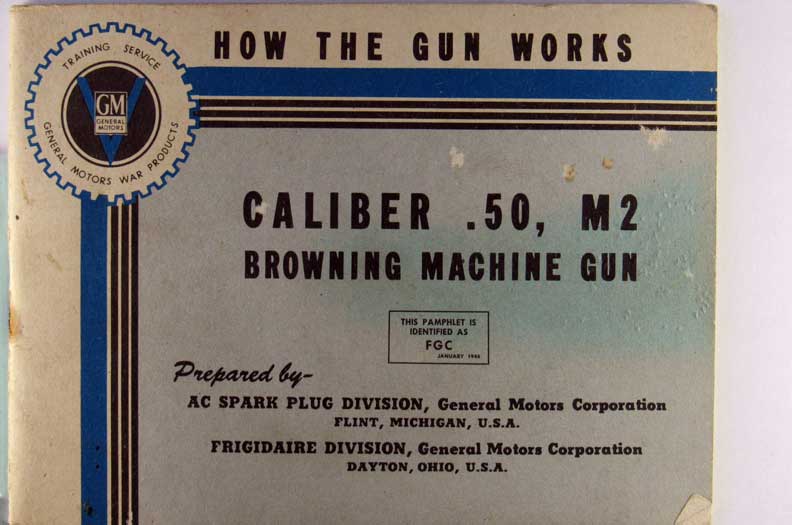 HOW THE GUN WORKS
TRAINING SERVICE
GM
GENERAL
MOTORS
GENERAL MOTORS WAR PRODUCTS
CALIBER .50, M2
BROWNING MACHINE GUN
THIS PAMPHLET IS
IDENTIFIED AS
FGC
JANUARY
Prepared by-
AC SPARK PLUG DIVISION, General Motors Corporation
FLINT, MICHIGAN, U.S.A.
FRIGIDAIRE DIVISION, General Motors Corporation
DAYTON, OHIO, U.S.A.